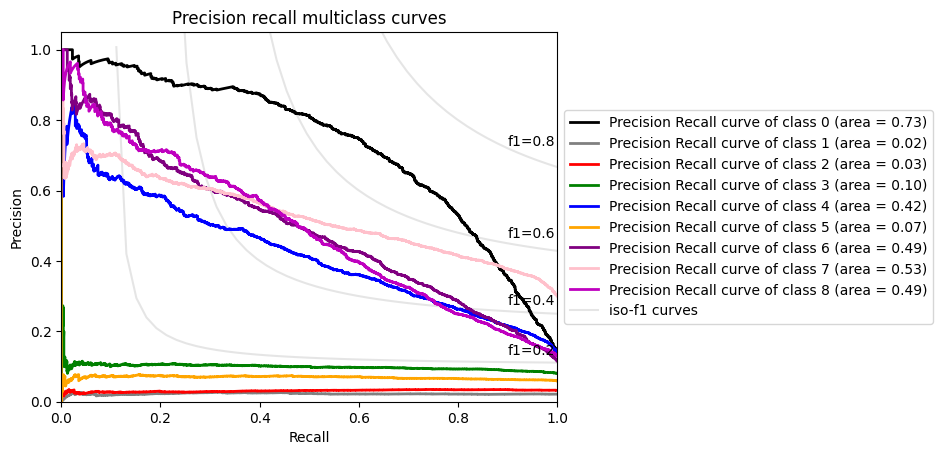 Precision recall multiclass curves
Precision
1.0
0.8
0.6
0.4
0.2
0.0
0.0
0.2
0.4
0.6
0.8
1.0
Recall
f1=0.8
f1=0.6
f1=0.4
Precision Recall curve of class 0 (area = 0.73)
Precision Recall curve of class 1 (area = 0.02)
Precision Recall curve of class 2 (area = 0.03)
Precision Recall curve of class 3 (area = 0.10)
Precision Recall curve of class 4 (area = 0.42)
Precision Recall curve of class 5 (area = 0.07)
Precision Recall curve of class 6 (area = 0.49)
Precision Recall curve of class 7 (area = 0.53)
Precision Recall curve of class 8 (area = 0.49)
iso-f1 curves